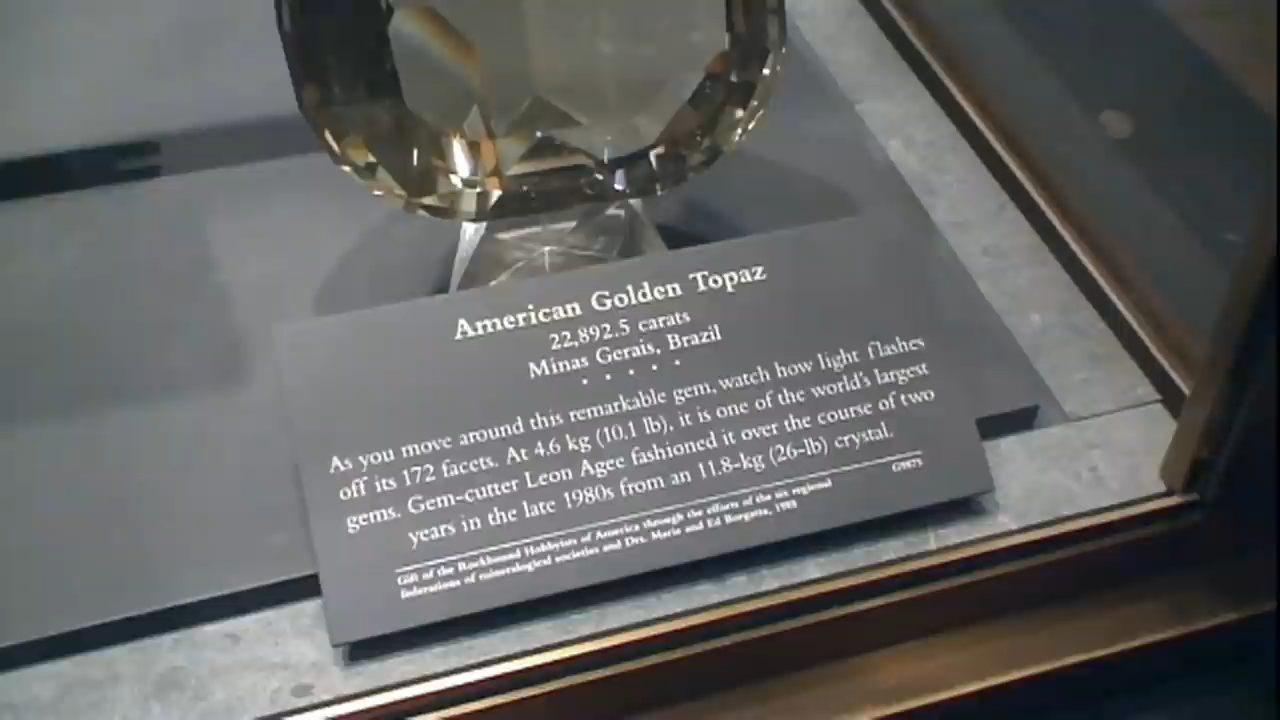 American Golden Topaz
22,892.5 carats
Minas Gerais, Brazil
As you move around this remarkable gem, watch how light flashes
off its 172 facets. At 4.6 kg (10.1 lb), it is one of the world's largest
gems. Gem-cutter Leon Agee fashioned it over the course of two
years in the late 1980s from an 11.8-kg (26-lb) crystal.
G9875
Gift of the Rockhound Hobbyists of America through the efforts of the six regional
federations of mineralogical societies and Drs. Marie and Ed Borgatta, 1988